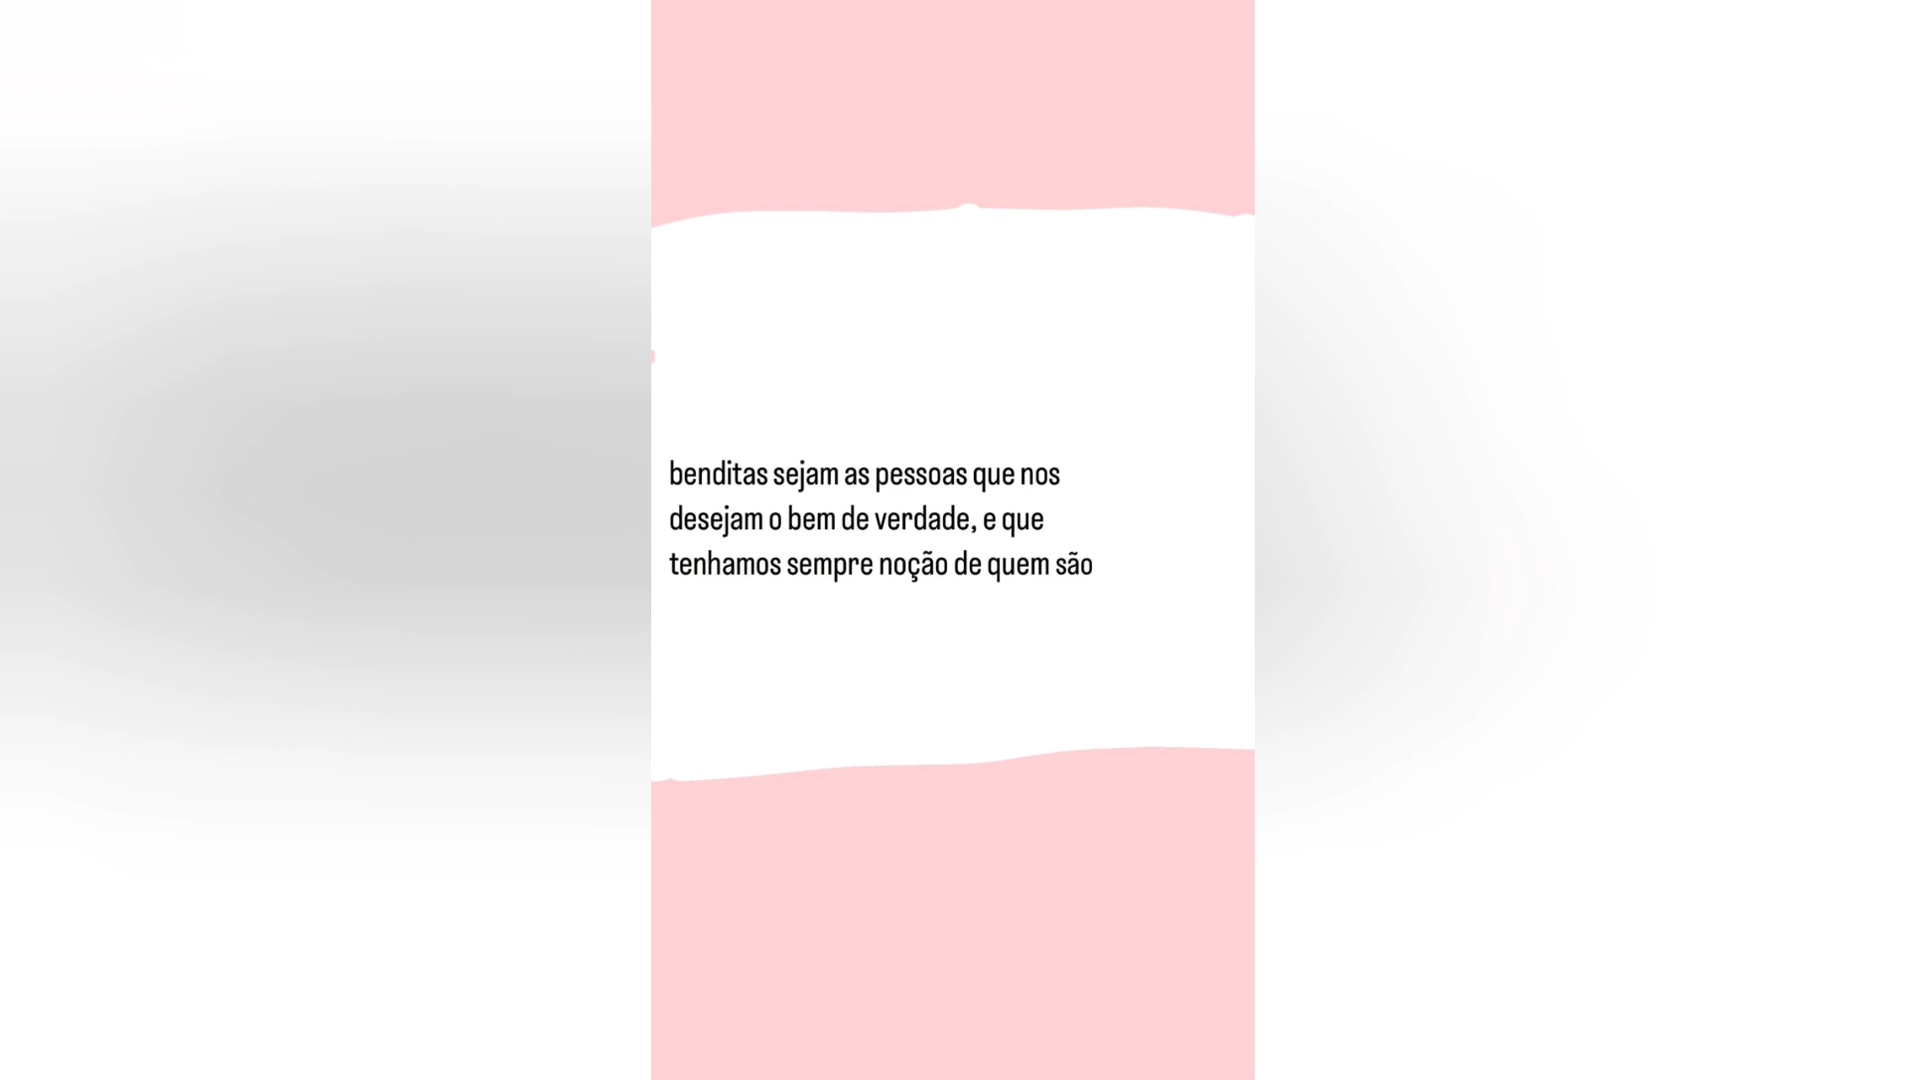 benditas sejam as pessoas que nos
desejam o bem de verdade, e que
tenhamos sempre noção de quem são